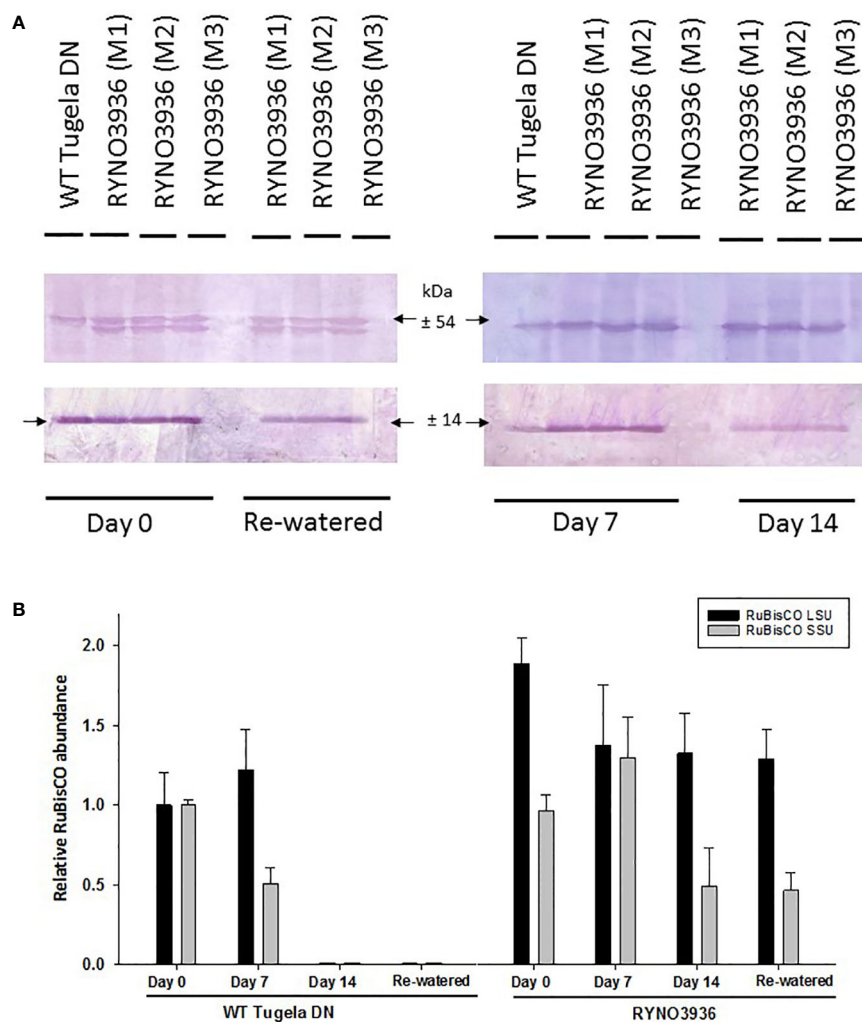 A
WT Tugela DN
RYNO3936 (M1)
RYNO3936 (M2)
RYNO3936 (M3)
RYNO3936 (M1)
RYNO3936 (M2)
RYNO3936 (M3)
WT Tugela DN
RYNO3936 (M1)
RYNO3936 (M2)
RYNO3936 (M3)
RYNO3936 (M1)
RYNO3936 (M2)
RYNO3936 (M3)
kDa
± 54
± 14
Day 0
Re-watered
Day 7
Day 14
B
RuBisCO LSU
RuBisCO SSU
Relative RuBisCO abundance
2.0
1.5
1.0
0.5
0.0
Day 0 Day 7 Day 14 Re-watered Day 0 Day 7 Day 14 Re-watered
WT Tugela DN RYNO3936